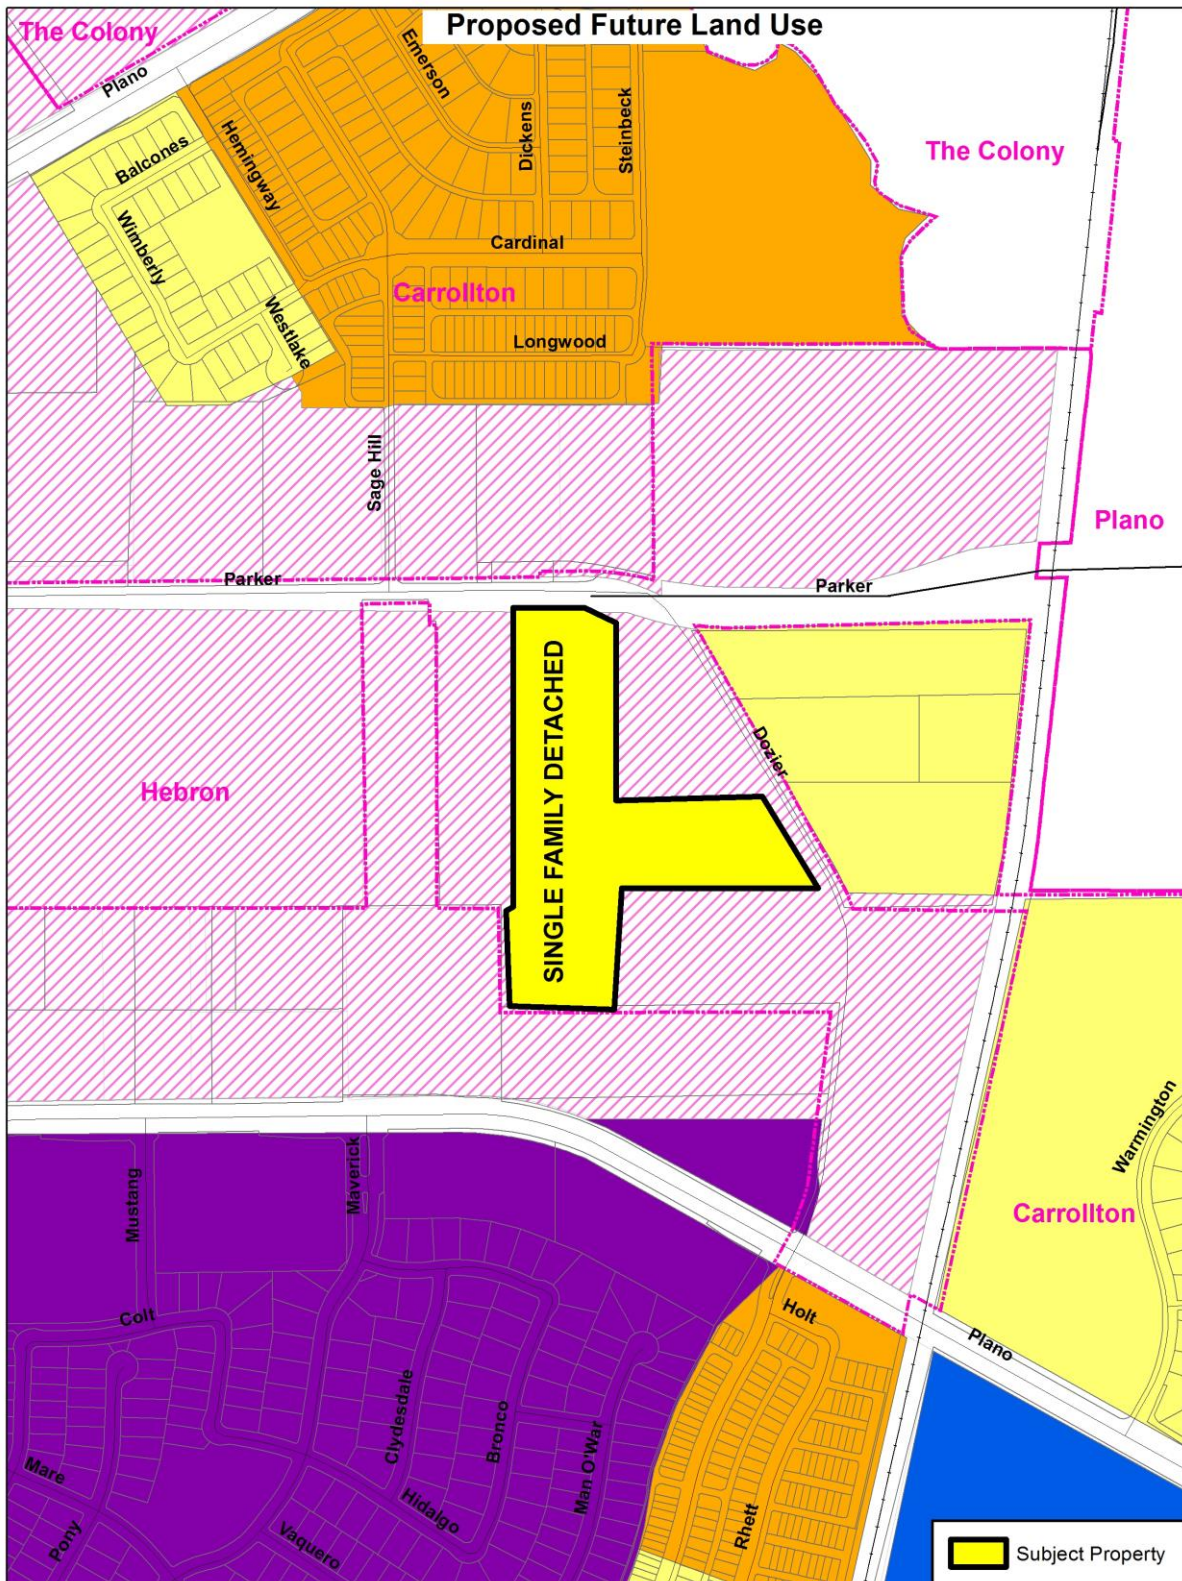 Proposed Future Land Use
The Colony
Plano
Emerson
Dickens
Steinbeck
The Colony
Balcones
Hemingway
Wimberly
Cardinal
Carrollton
Westlake
Longwood
Sage Hill
Plano
Parker
Parker
SINGLE FAMILY DETACHED
Dozier
Hebron
Warmington
Mustang
Maverick
Carrollton
Colt
Holt
Plano
Clydesdale
Bronco
Man O'War
Mare
Hidalgo
Rhett
Pony
Vaquero
Subject Property